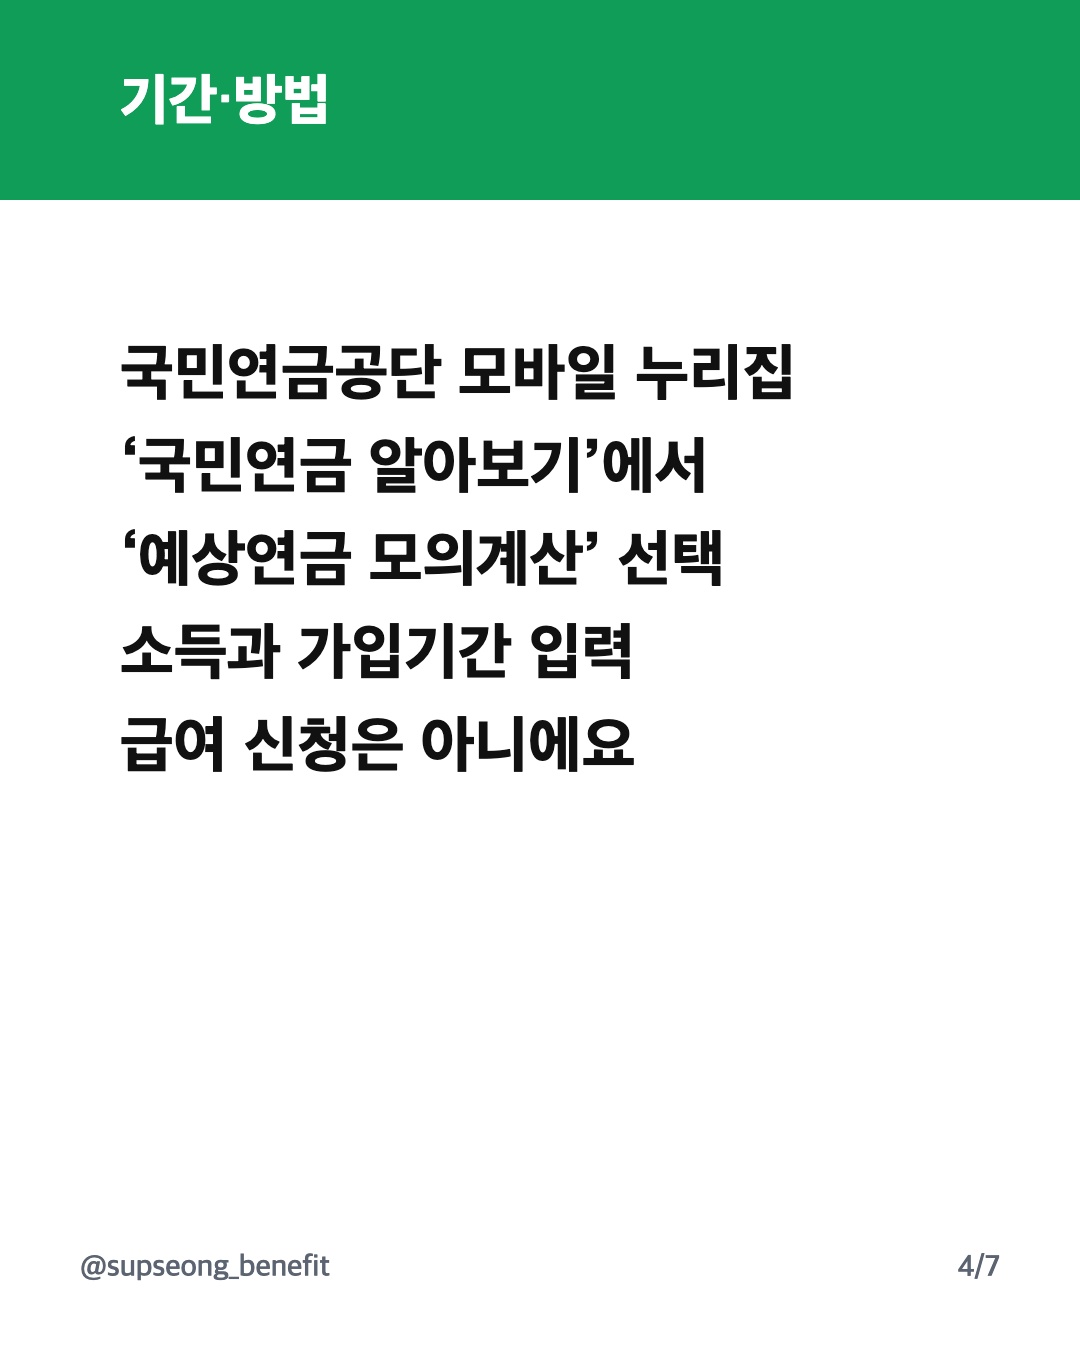 기간·방법
국민연금공단 모바일 누리집
‘국민연금 알아보기’에서
‘예상연금 모의계산’ 선택
소득과 가입기간 입력
급여 신청은 아니에요
@supseong_benefit
4/7